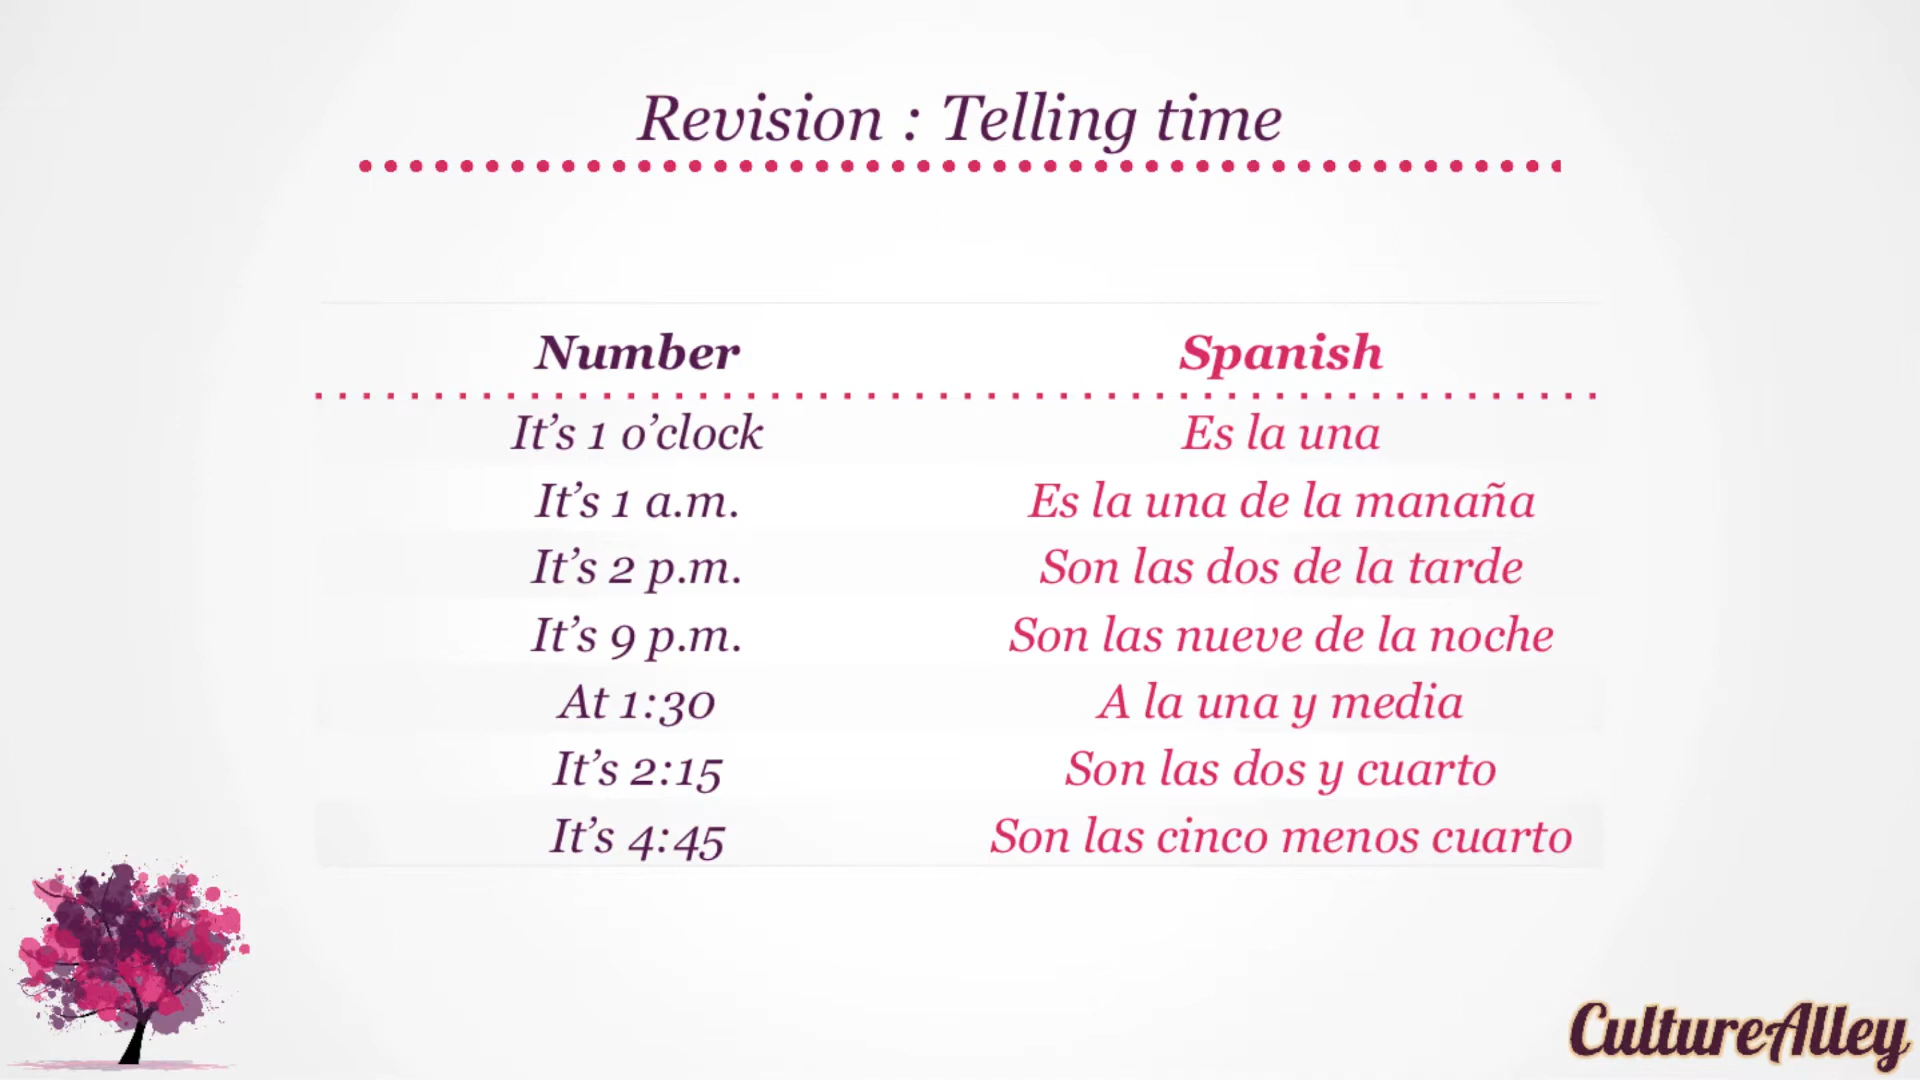 Revision : Telling time
Number Spanish
It’s 1 o’clock Es la una
It’s 1 a.m. Es la una de la manaña
It’s 2 p.m. Son las dos de la tarde
It’s 9 p.m. Son las nueve de la noche
At 1:30 A la una y media
It’s 2:15 Son las dos y cuarto
It’s 4:45 Son las cinco menos cuarto
CultureAlley